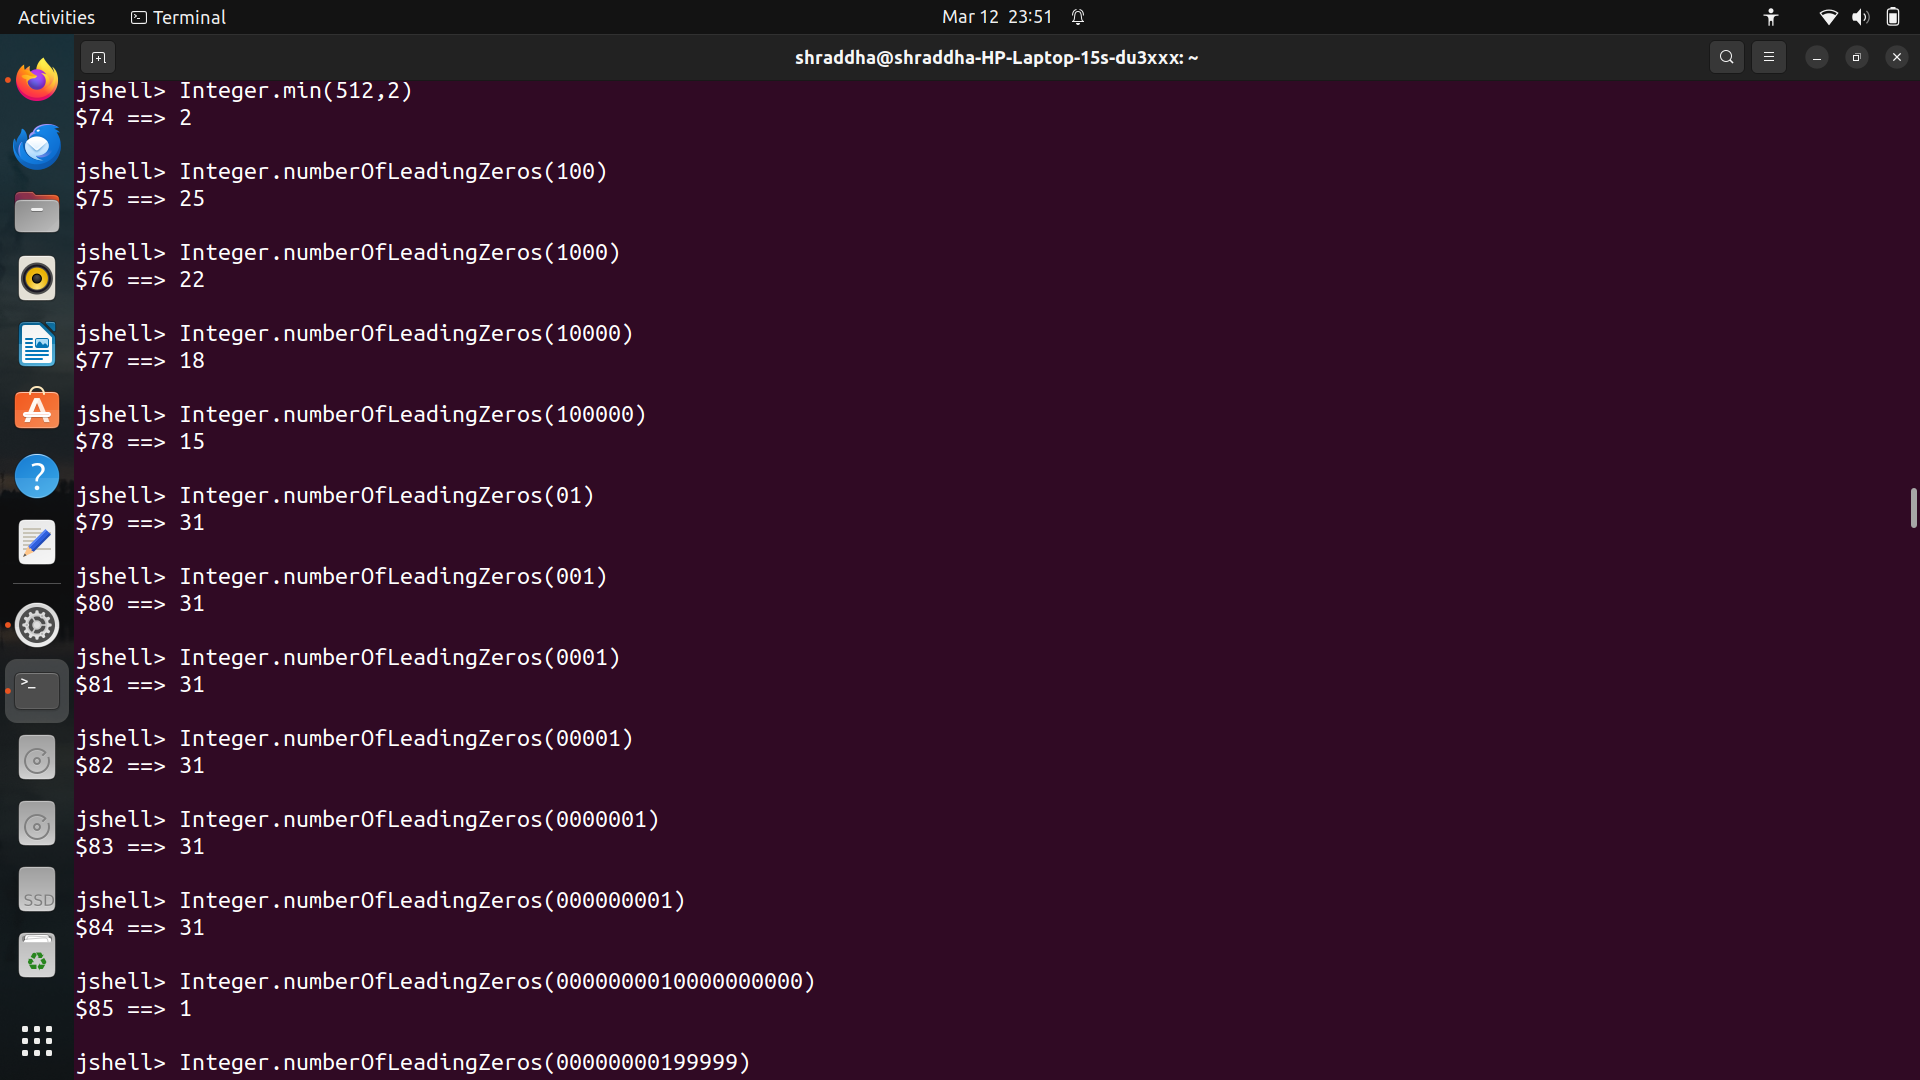 Activities
Terminal
Mar 12 23:51
shraddha@shraddha-HP-Laptop-15s-du3xxx: ~
jshell> Integer.min(512,2)
$74 ==> 2
jshell> Integer.numberOfLeadingZeros(100)
$75 ==> 25
jshell> Integer.numberOfLeadingZeros(1000)
$76 ==> 22
jshell> Integer.numberOfLeadingZeros(10000)
$77 ==> 18
jshell> Integer.numberOfLeadingZeros(100000)
$78 ==> 15
jshell> Integer.numberOfLeadingZeros(01)
$79 ==> 31
jshell> Integer.numberOfLeadingZeros(001)
$80 ==> 31
jshell> Integer.numberOfLeadingZeros(0001)
$81 ==> 31
jshell> Integer.numberOfLeadingZeros(00001)
$82 ==> 31
jshell> Integer.numberOfLeadingZeros(0000001)
$83 ==> 31
jshell> Integer.numberOfLeadingZeros(000000001)
$84 ==> 31
jshell> Integer.numberOfLeadingZeros(0000000010000000000)
$85 ==> 1
jshell> Integer.numberOfLeadingZeros(00000000199999)
SSD